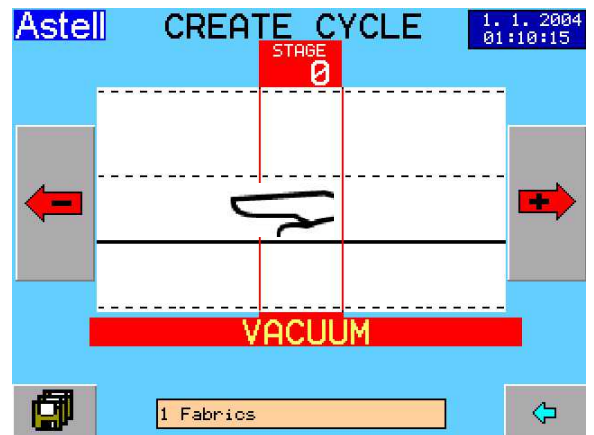 Astell
CREATE CYCLE
1. 1. 2004
01:10:15
STAGE
0
VACUUM
1 Fabrics